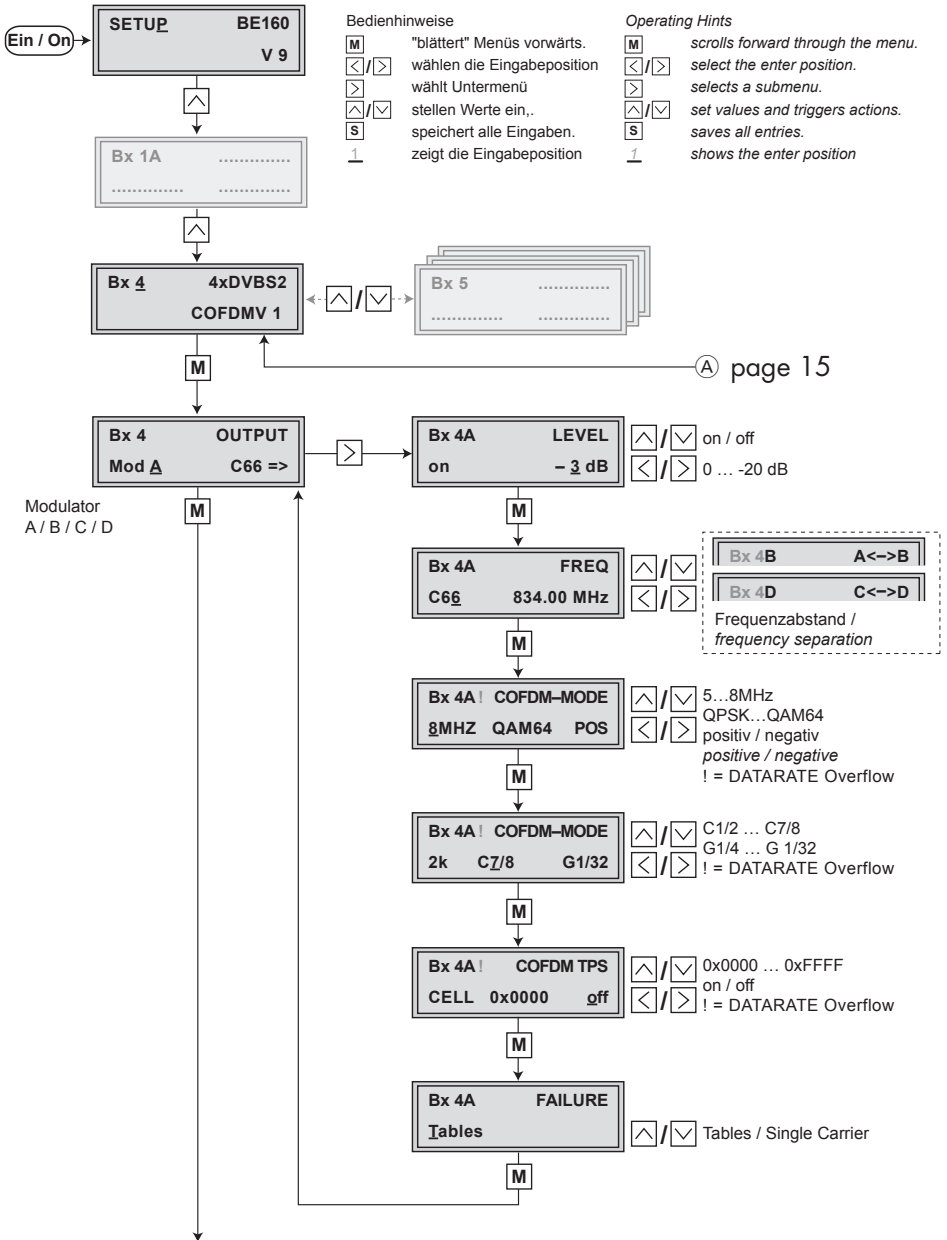 Ein / On
SETUP BE160
V 9
Bedienhinweise
M "blättert" Menüs vorwärts.
</> wählen die Eingabeposition
> wählt Untermenü
∧/∨ stellen Werte ein,.
S speichert alle Eingaben.
1 zeigt die Eingabeposition
Operating Hints
M scrolls forward through the menu.
</> select the enter position.
> selects a submenu.
∧/∨ set values and triggers actions.
S saves all entries.
1 shows the enter position
∧
Bx 1A ..............
.............. ..............
∧
Bx 4 4xDVBS2
COFDMV 1
∧/∨
Bx 5 ..............
.............. ..............
M
A page 15
Bx 4 OUTPUT
Mod A C66 =>
>
Modulator
A / B / C / D
M
Bx 4A LEVEL
on – 3 dB
∧/∨ on / off
</> 0 … -20 dB
M
Bx 4A FREQ
C66 834.00 MHz
∧/∨
</>
Bx 4B A<–>B
Bx 4D C<–>D
Frequenzabstand /
frequency separation
M
Bx 4A! COFDM–MODE
8MHZ QAM64 POS
∧/∨ 5…8MHz
QPSK…QAM64
</> positiv / negativ
positive / negative
! = DATARATE Overflow
M
Bx 4A! COFDM–MODE
2k C7/8 G1/32
∧/∨ C1/2 … C7/8
G1/4 … G 1/32
</> ! = DATARATE Overflow
M
Bx 4A! COFDM TPS
CELL 0x0000 off
∧/∨ 0x0000 … 0xFFFF
on / off
</> ! = DATARATE Overflow
M
Bx 4A FAILURE
Tables
∧/∨ Tables / Single Carrier
M